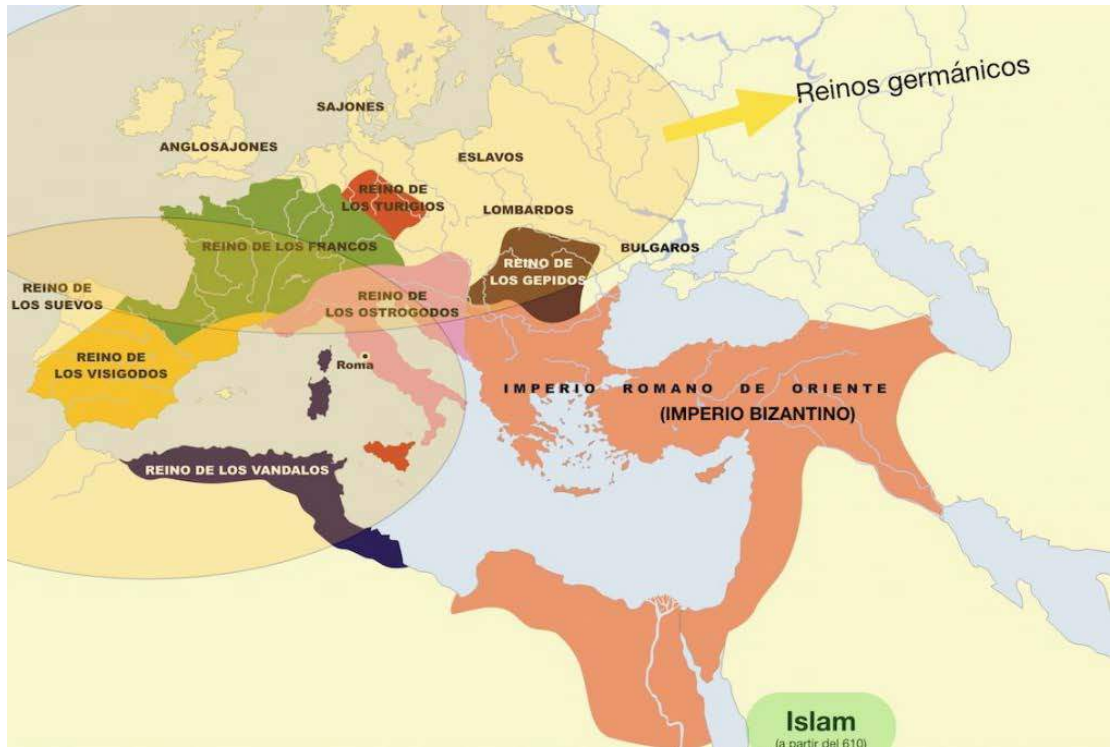 Reinos germánicos
SAJONES
ANGLOSAJONES
ESLAVOS
REINO DE
LOS TURIGIOS
LOMBARDOS
REINO DE LOS FRANCOS
BULGAROS
REINO DE
LOS GEPIDOS
REINO DE
LOS SUEVOS
REINO DE
LOS OSTROGODOS
REINO DE
LOS VISIGODOS
Roma
IMPERIO ROMANO DE ORIENTE
(IMPERIO BIZANTINO)
REINO DE LOS VANDALOS
Islam
(a partir del 610)